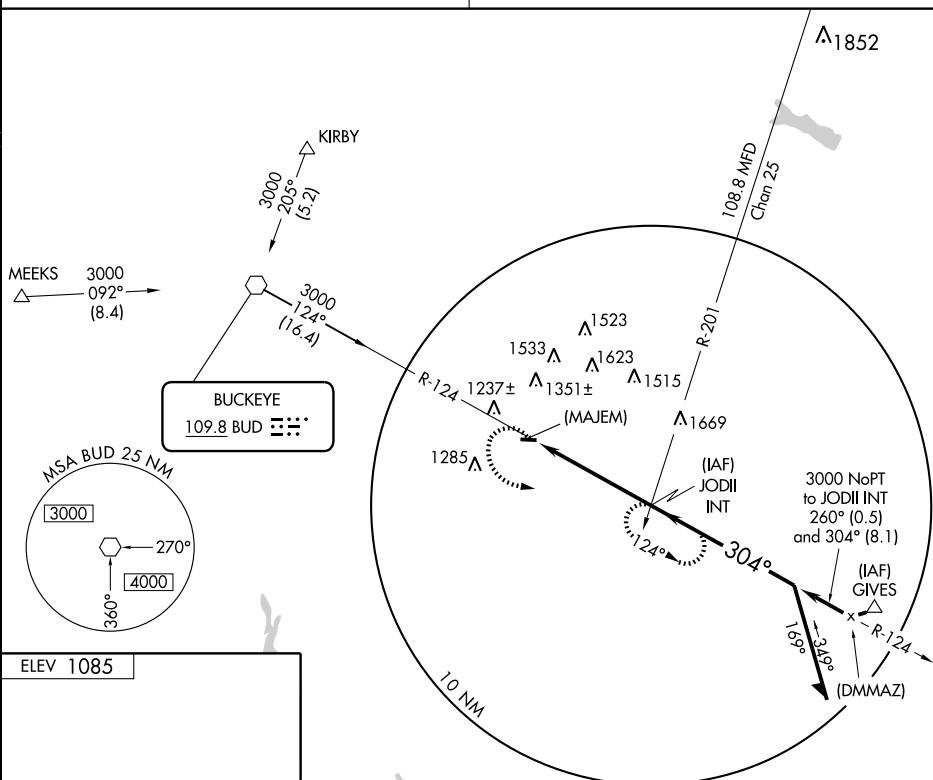 1852
KIRBY
3000
205°
(5.2)
108.8 MFD
Chan 25
MEEKS
3000
092°
(8.4)
3000
124°
(16.4)
R-201
1523
1533
1623
R-124
1237±
1351±
1515
BUCKEYE
109.8 BUD
(MAJEM)
1669
1285
MSA BUD 25 NM
3000
270°
4000
360°
(IAF)
JODII
INT
3000 NoPT
to JODII INT
260° (0.5)
and 304° (8.1)
124°
304°
(IAF)
GIVES
x
R-124
169°
349°
(DMMAZ)
ELEV 1085
10 NM